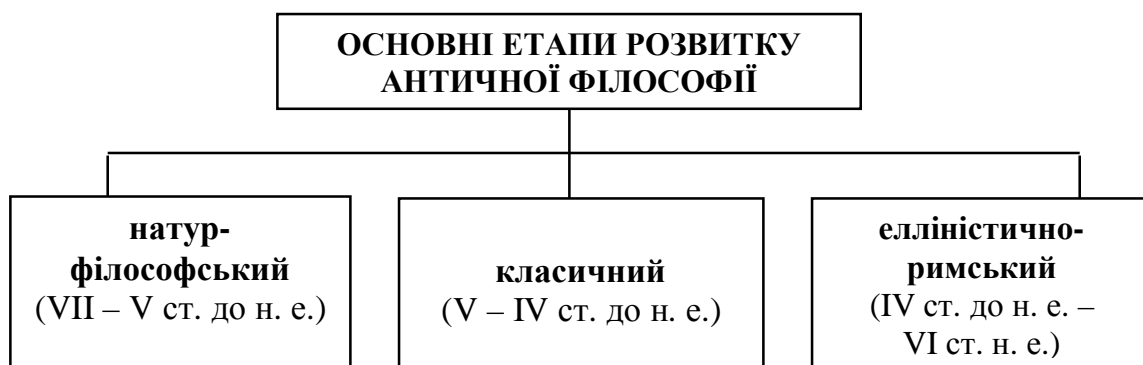 ОСНОВНІ ЕТАПИ РОЗВИТКУ
АНТИЧНОЇ ФІЛОСОФІЇ
натур-
філософський
(VII – V ст. до н. е.)
класичний
(V – IV ст. до н. е.)
елліністично-
римський
(IV ст. до н. е. –
VI ст. н. е.)